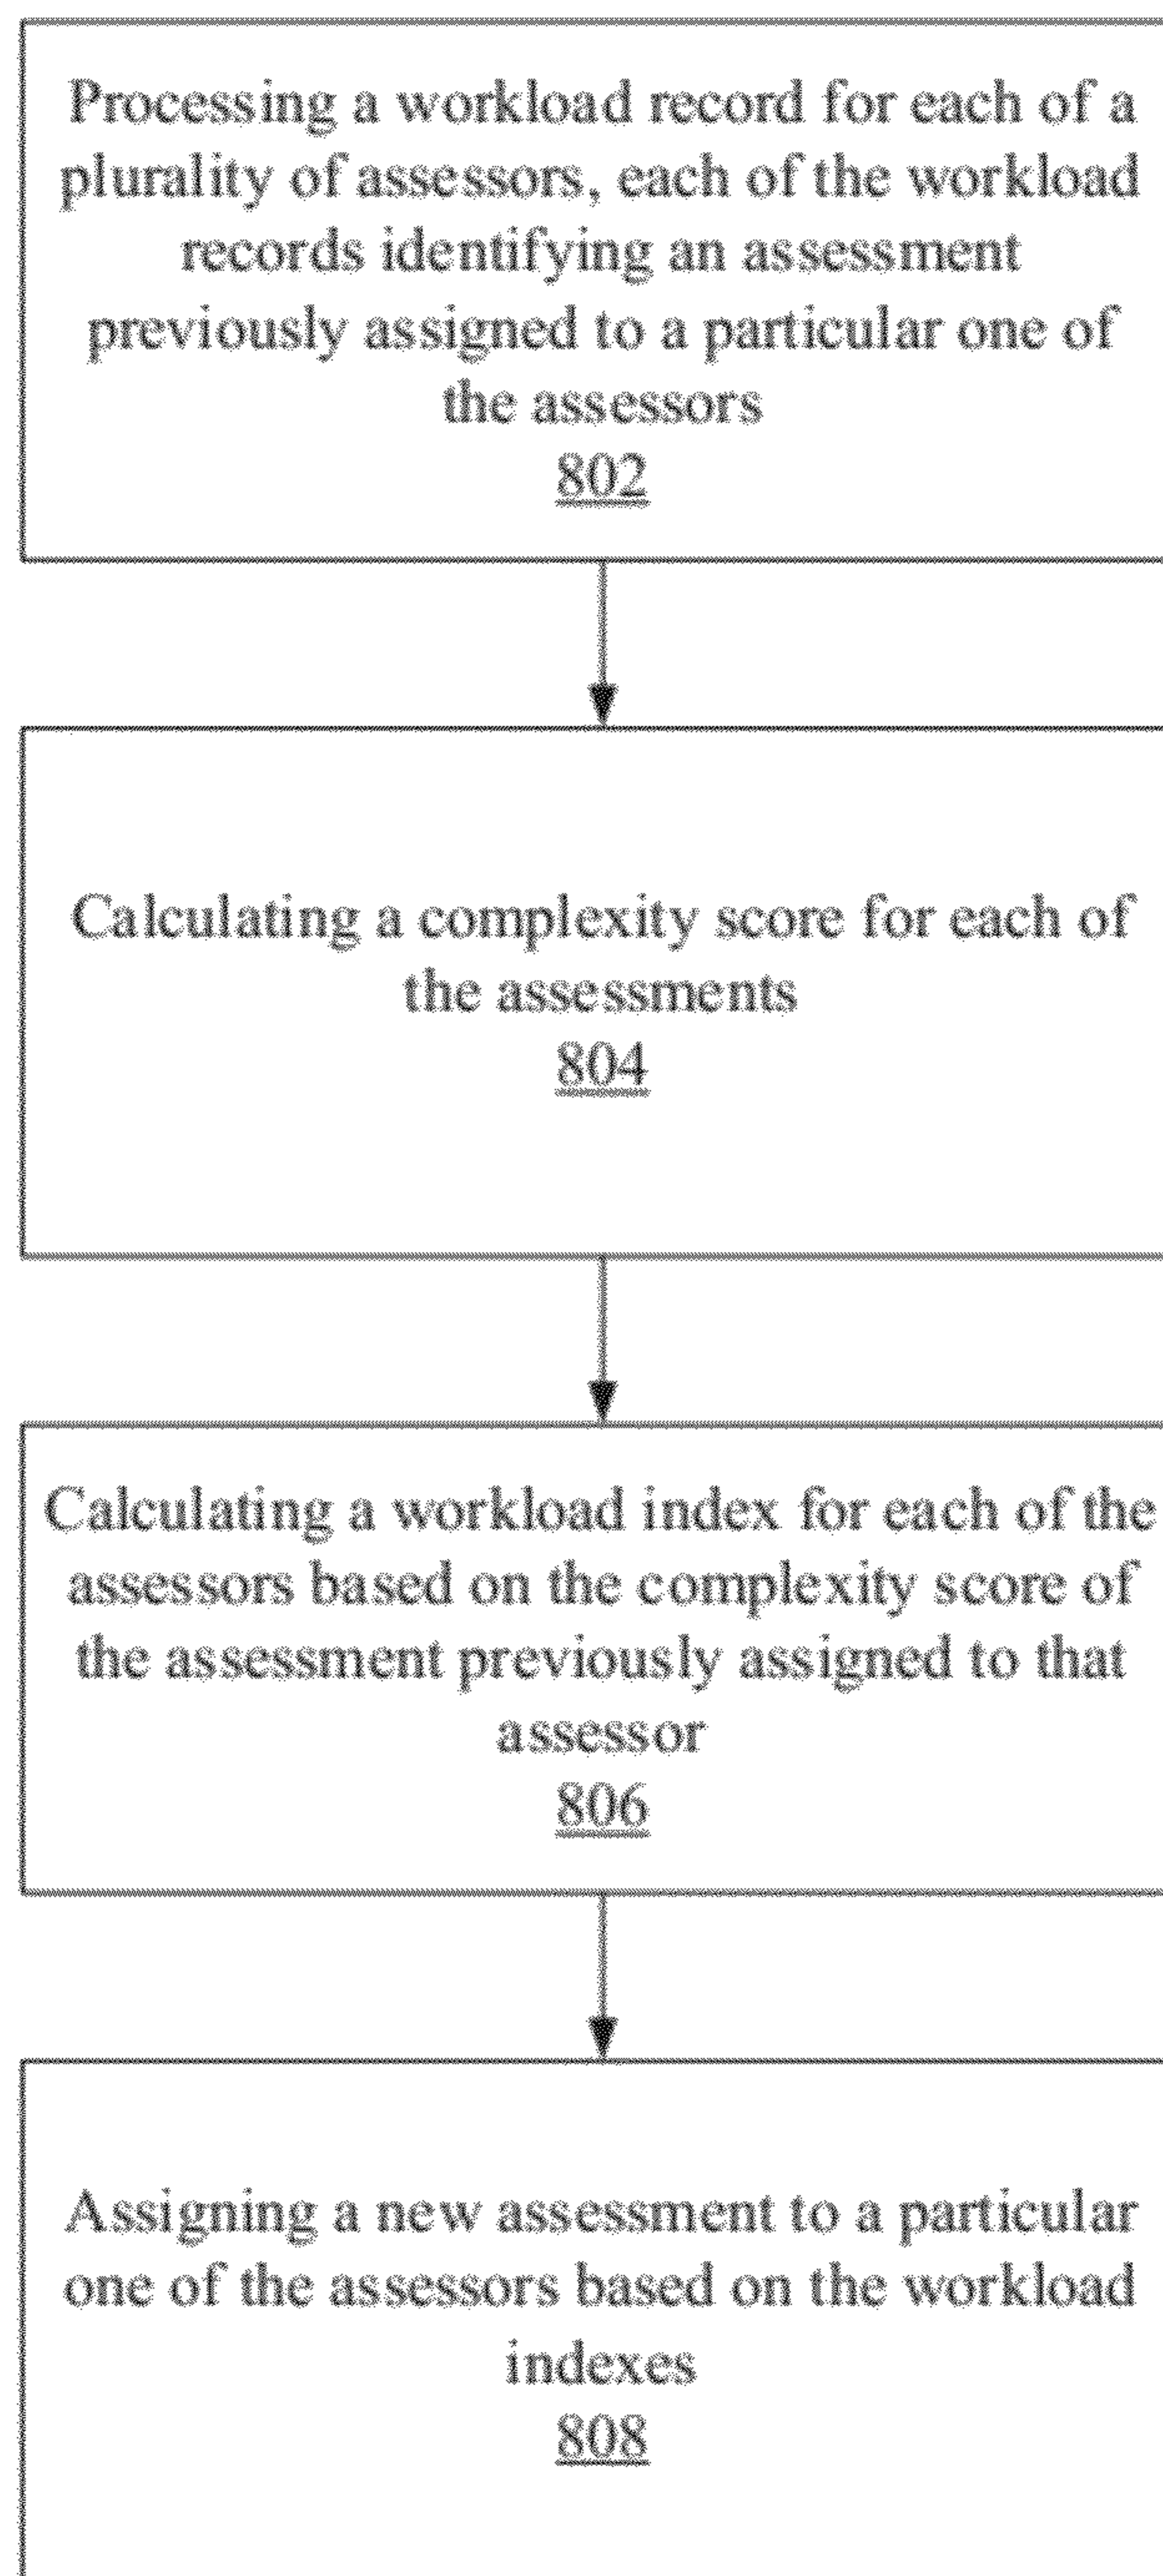 Processing a workload record for each of a
plurality of assessors, each of the workload
records identifying an assessment
previously assigned to a particular one of
the assessors
802
Calculating a complexity score for each of
the assessments
804
Calculating a workload index for each of the
assessors based on the complexity score of
the assessment previously assigned to that
assessor
806
Assigning a new assessment to a particular
one of the assessors based on the workload
indexes
808